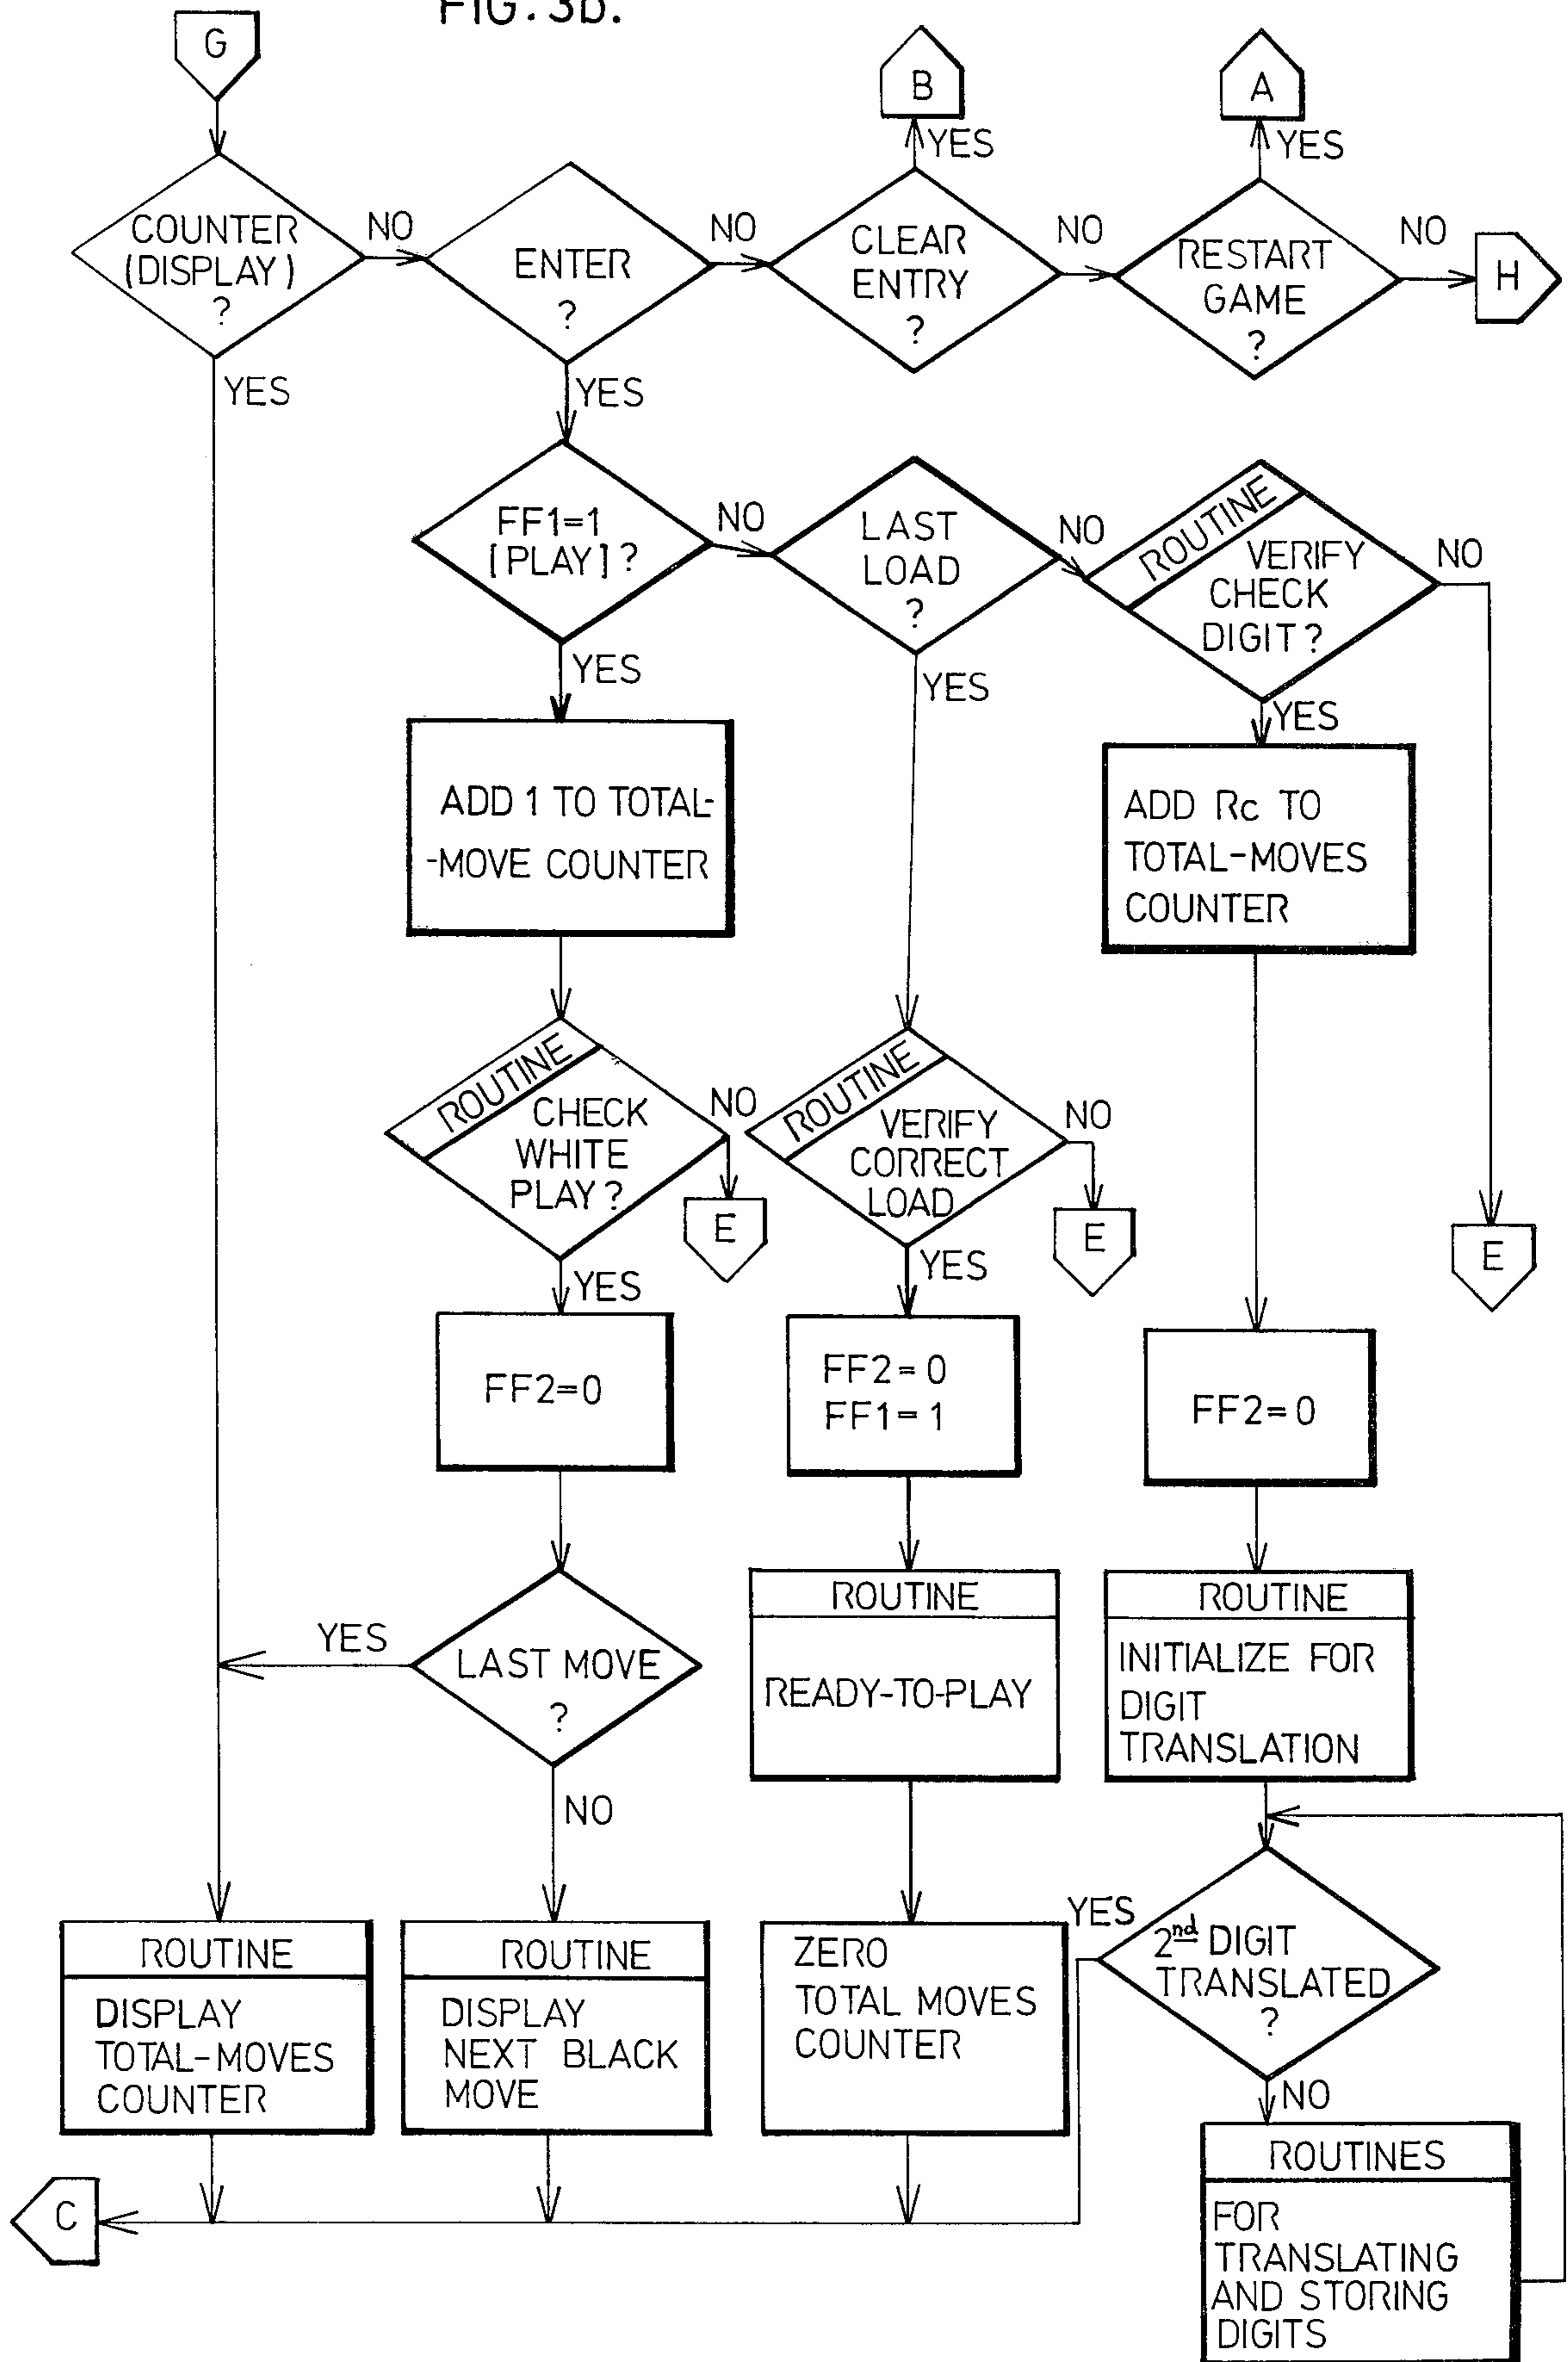 FIG. 3b.
G
B
A
YES
YES
COUNTER
(DISPLAY)
?
NO
ENTER
?
NO
CLEAR
ENTRY
?
NO
RESTART
GAME
?
NO
H
YES
YES
FF1=1
[PLAY]?
NO
LAST
LOAD
?
NO
ROUTINE
VERIFY
CHECK
DIGIT?
NO
YES
YES
YES
ADD 1 TO TOTAL-
-MOVE COUNTER
ADD Rc TO
TOTAL-MOVES
COUNTER
ROUTINE
CHECK
WHITE
PLAY?
NO
E
ROUTINE
VERIFY
CORRECT
LOAD
NO
E
E
YES
YES
FF2=0
FF2=0
FF1=1
FF2=0
YES
LAST MOVE
?
NO
ROUTINE
READY-TO-PLAY
ROUTINE
INITIALIZE FOR
DIGIT
TRANSLATION
ROUTINE
DISPLAY
TOTAL-MOVES
COUNTER
ROUTINE
DISPLAY
NEXT BLACK
MOVE
ZERO
TOTAL MOVES
COUNTER
YES
2nd DIGIT
TRANSLATED
?
NO
C
ROUTINES
FOR
TRANSLATING
AND STORING
DIGITS